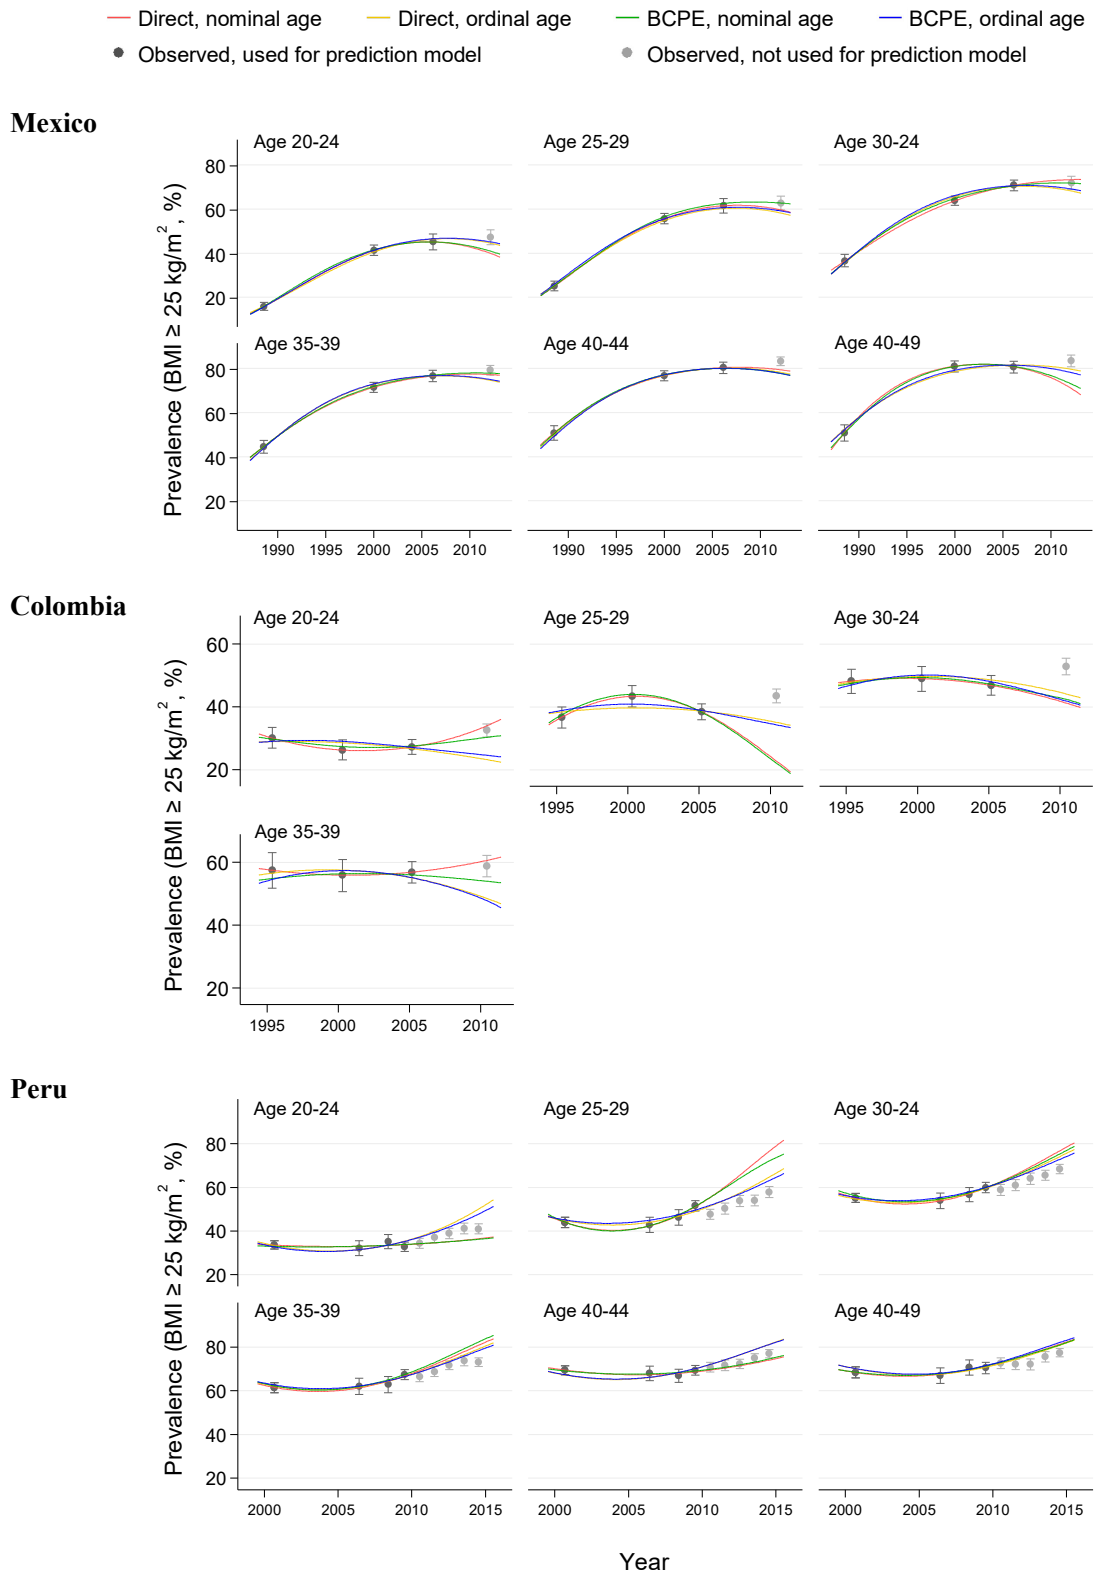 Direct, nominal age Direct, ordinal age BCPE, nominal age BCPE, ordinal age
Observed, used for prediction model Observed, not used for prediction model
Mexico
Prevalence (BMI ≥ 25 kg/m², %)
Age 20-24 Age 25-29 Age 30-24
80
60
40
20
Age 35-39 Age 40-44 Age 40-49
80
60
40
20
1990 1995 2000 2005 2010 1990 1995 2000 2005 2010 1990 1995 2000 2005 2010
Colombia
Prevalence (BMI ≥ 25 kg/m², %)
Age 20-24 Age 25-29 Age 30-24
60
40
20
1995 2000 2005 2010 1995 2000 2005 2010
Age 35-39
60
40
20
1995 2000 2005 2010
Peru
Prevalence (BMI ≥ 25 kg/m², %)
Age 20-24 Age 25-29 Age 30-24
80
60
40
20
Age 35-39 Age 40-44 Age 40-49
80
60
40
20
2000 2005 2010 2015 2000 2005 2010 2015 2000 2005 2010 2015
Year